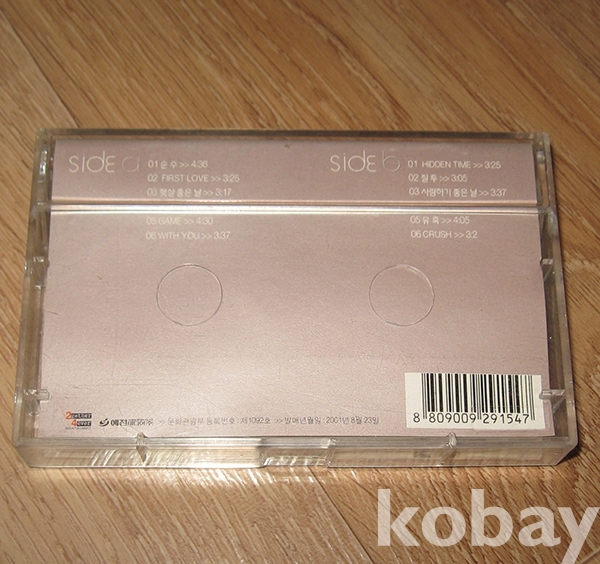 side a
01 운 수 >> 4:36
02 FIRST LOVE >> 3:25
03 햇살 좋은 날 >> 3:17
05 GAME >> 4:30
06 WITH YOU >> 3:37
side b
01 HIDDEN TIME >> 3:25
02 질 투 >> 3:05
03 사랑하기 좋은 날 >> 3:37
05 유 혹 >> 4:05
06 CRUSH >> 3:2
>> 문화관광부 등록번호 : 제1092호 >> 발매년월일 : 2001년 8월 23일
8 809009 291547
kobay